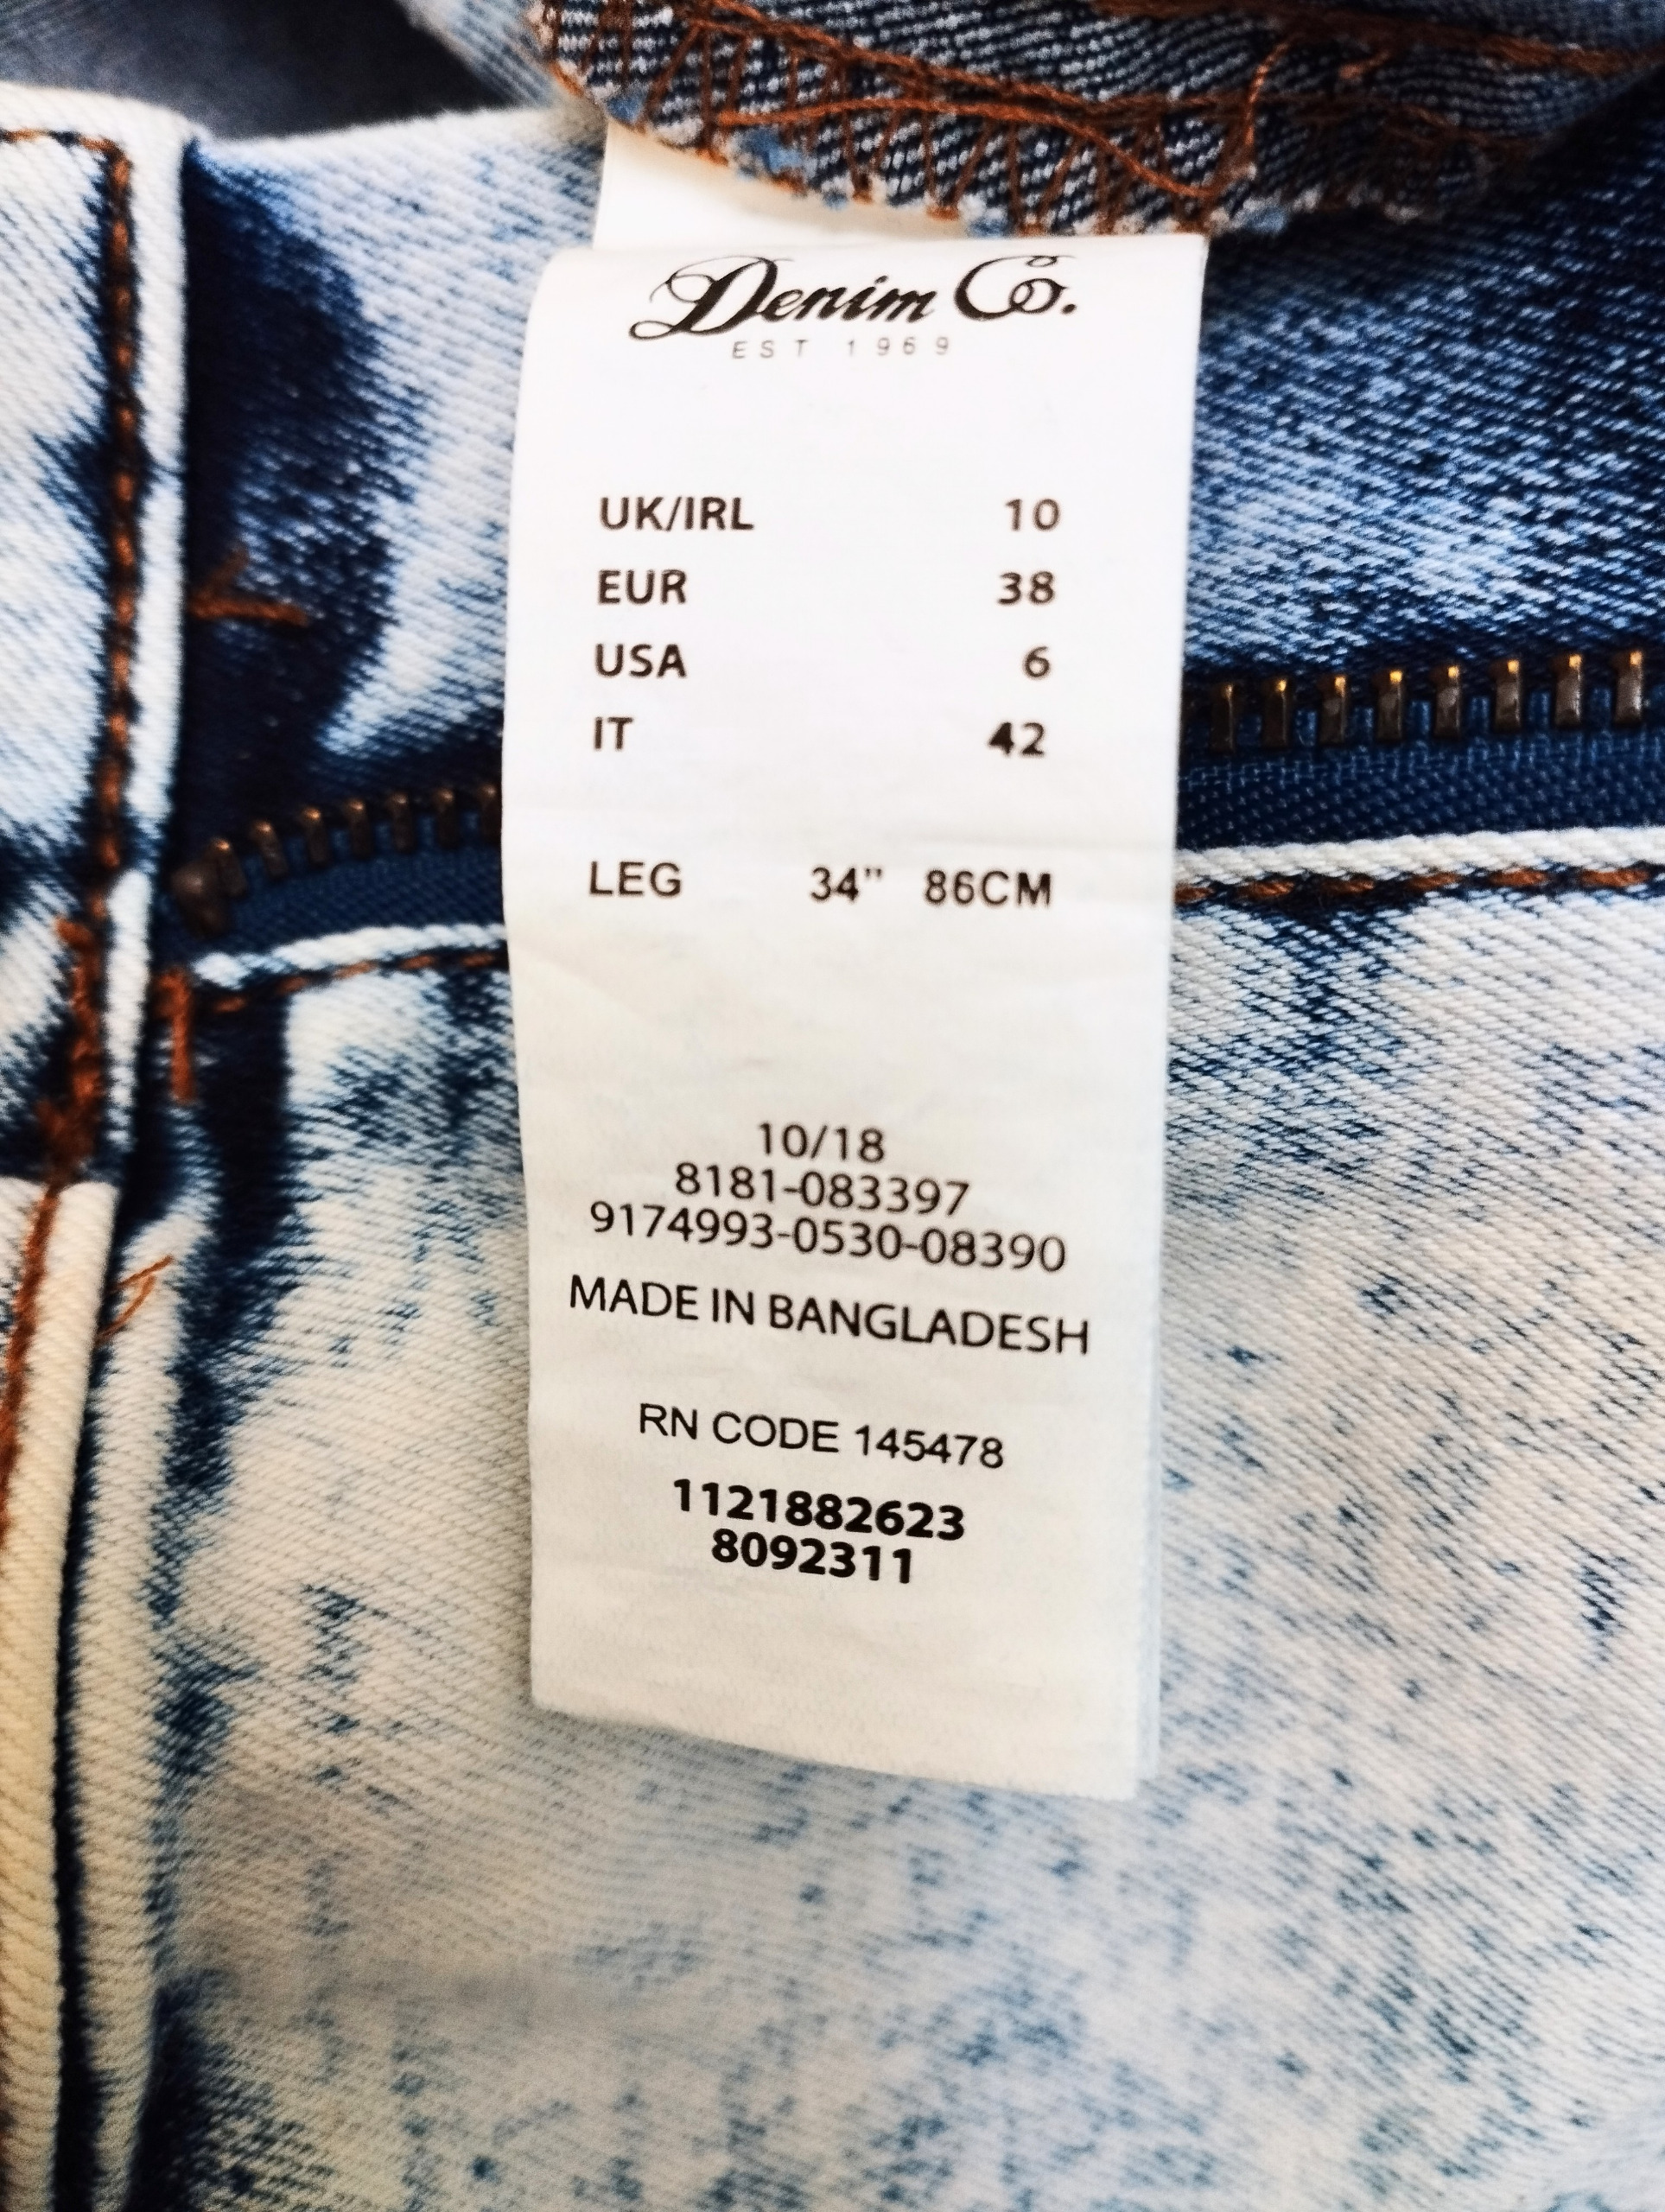 Denim Co.
EST 1969
UK/IRL 10
EUR 38
USA 6
IT 42
LEG 34" 86CM
10/18
8181-083397
9174993-0530-08390
MADE IN BANGLADESH
RN CODE 145478
1121882623
8092311